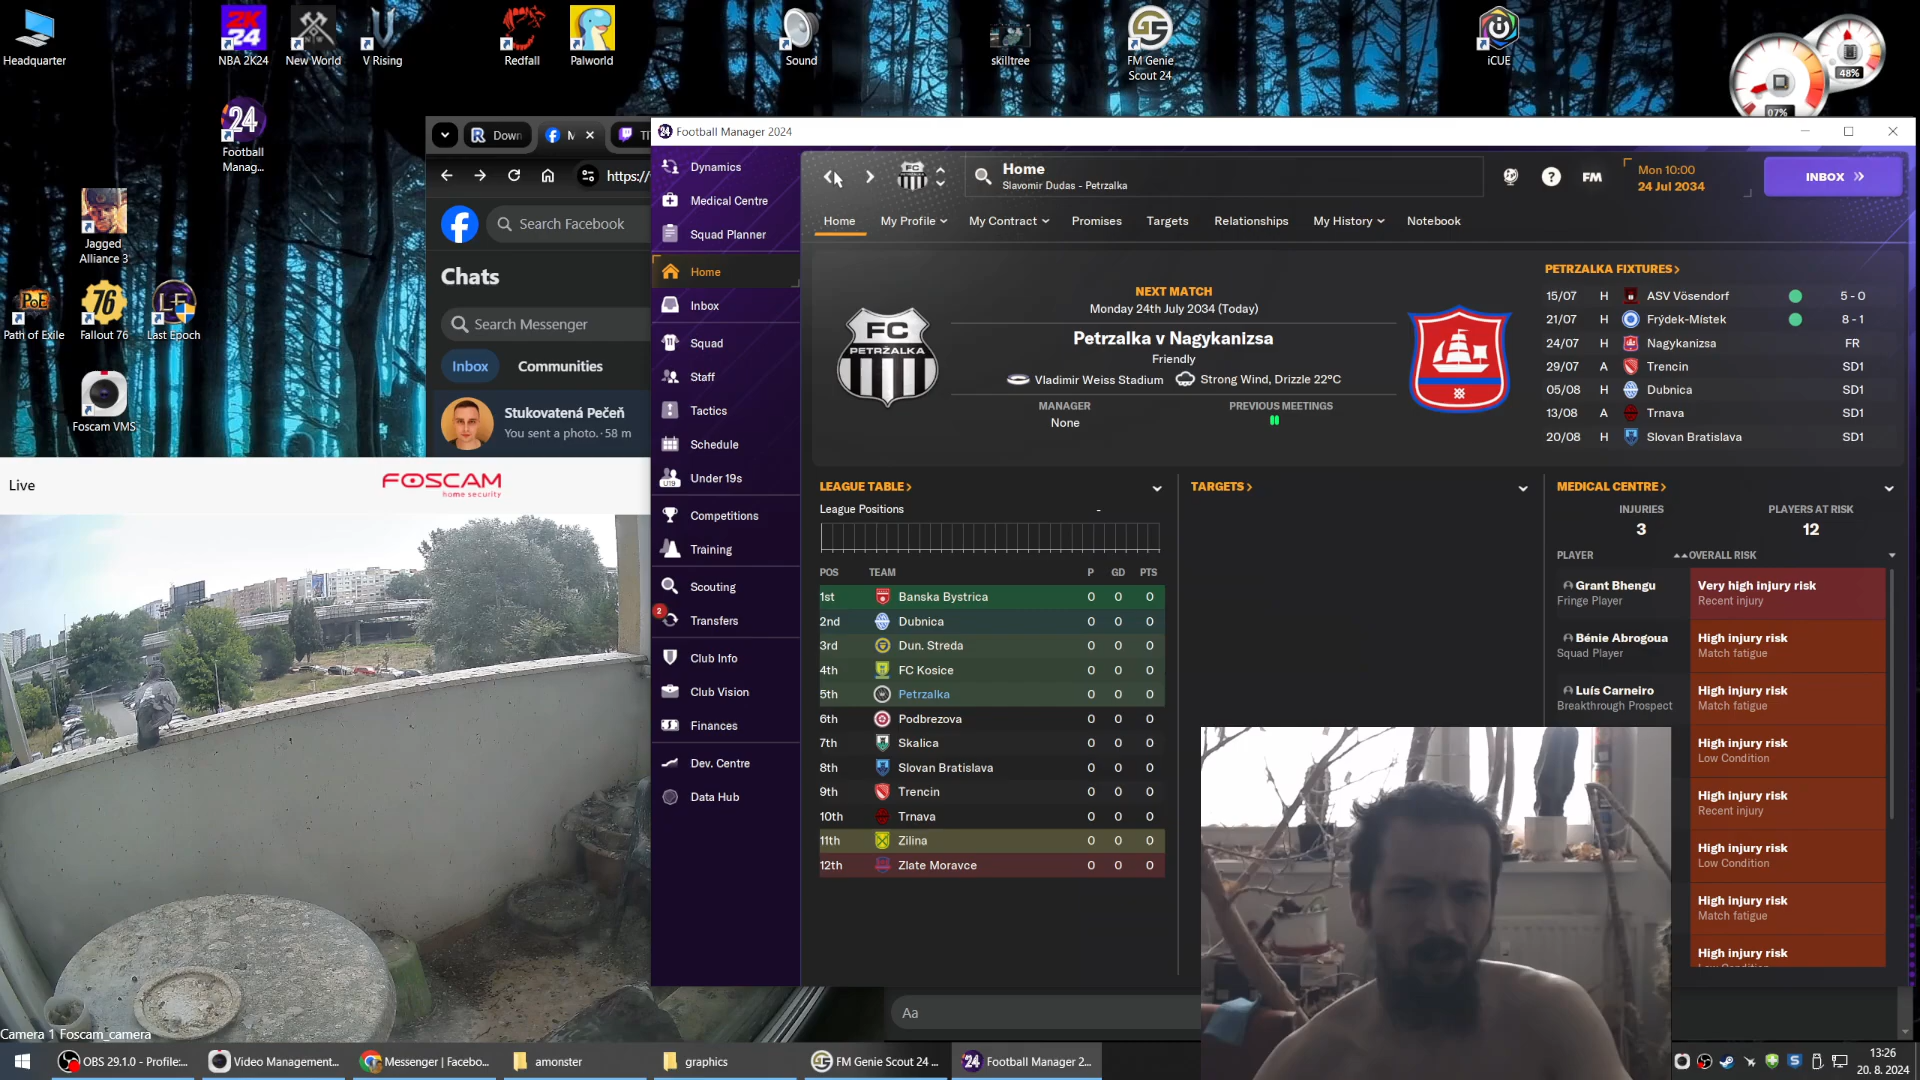 Headquarter
NBA 2K24
New World
V Rising
Redfall
Palworld
Sound
skilltree
FM Genie
Scout 24
iCUE
48%
07%
Football
Manag...
Jagged
Alliance 3
Path of Exile
Fallout 76
Last Epoch
Foscam VMS
Down
https://
Search Facebook
Chats
Search Messenger
Inbox
Communities
Stukovatená Pečeň
You sent a photo. · 58 m
Live
FOSCAM
home security
Camera 1 Foscam_camera
Football Manager 2024
Dynamics
Medical Centre
Squad Planner
Home
Inbox
Squad
Staff
Tactics
Schedule
Under 19s
Competitions
Training
Scouting
2
Transfers
Club Info
Club Vision
Finances
Dev. Centre
Data Hub
Home
Slavomir Dudas - Petrzalka
FM
Mon 10:00
24 Jul 2034
INBOX
Home My Profile My Contract Promises Targets Relationships My History Notebook
FC
PETRŽALKA
NEXT MATCH
Monday 24th July 2034 (Today)
Petrzalka v Nagykanizsa
Friendly
Vladimir Weiss Stadium Strong Wind, Drizzle 22°C
MANAGER PREVIOUS MEETINGS
None
PETRZALKA FIXTURES
15/07 H ASV Vösendorf 5 - 0
21/07 H Frýdek-Místek 8 - 1
24/07 H Nagykanizsa FR
29/07 A Trencin SD1
05/08 H Dubnica SD1
13/08 A Trnava SD1
20/08 H Slovan Bratislava SD1
LEAGUE TABLE
League Positions -
POS TEAM P GD PTS
1st Banska Bystrica 0 0 0
2nd Dubnica 0 0 0
3rd Dun. Streda 0 0 0
4th FC Kosice 0 0 0
5th Petrzalka 0 0 0
6th Podbrezova 0 0 0
7th Skalica 0 0 0
8th Slovan Bratislava 0 0 0
9th Trencin 0 0 0
10th Trnava 0 0 0
11th Zilina 0 0 0
12th Zlate Moravce 0 0 0
TARGETS
MEDICAL CENTRE
INJURIES PLAYERS AT RISK
3 12
PLAYER OVERALL RISK
Grant Bhengu Very high injury risk
Fringe Player Recent injury
Bénie Abrogoua High injury risk
Squad Player Match fatigue
Luís Carneiro High injury risk
Breakthrough Prospect Match fatigue
High injury risk
Low Condition
High injury risk
Recent injury
High injury risk
Low Condition
High injury risk
Match fatigue
High injury risk
Aa
OBS 29.1.0 - Profile:...
Video Management...
Messenger | Facebo...
amonster
graphics
FM Genie Scout 24 ...
Football Manager 2...
13:26
20. 8. 2024